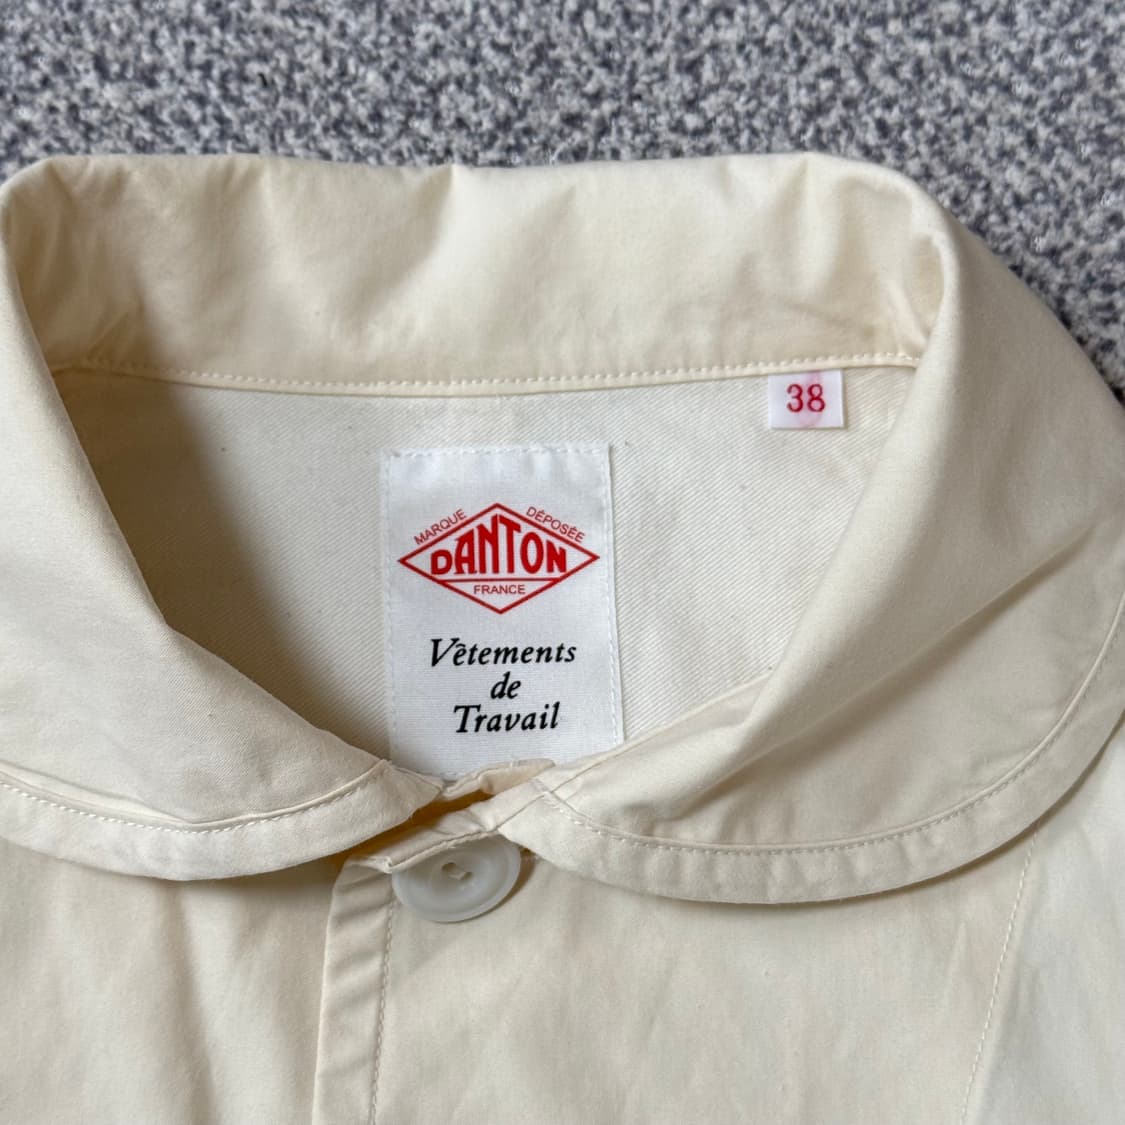 38
MARQUE DÉPOSÉE
DANTON
FRANCE
Vêtements
de
Travail